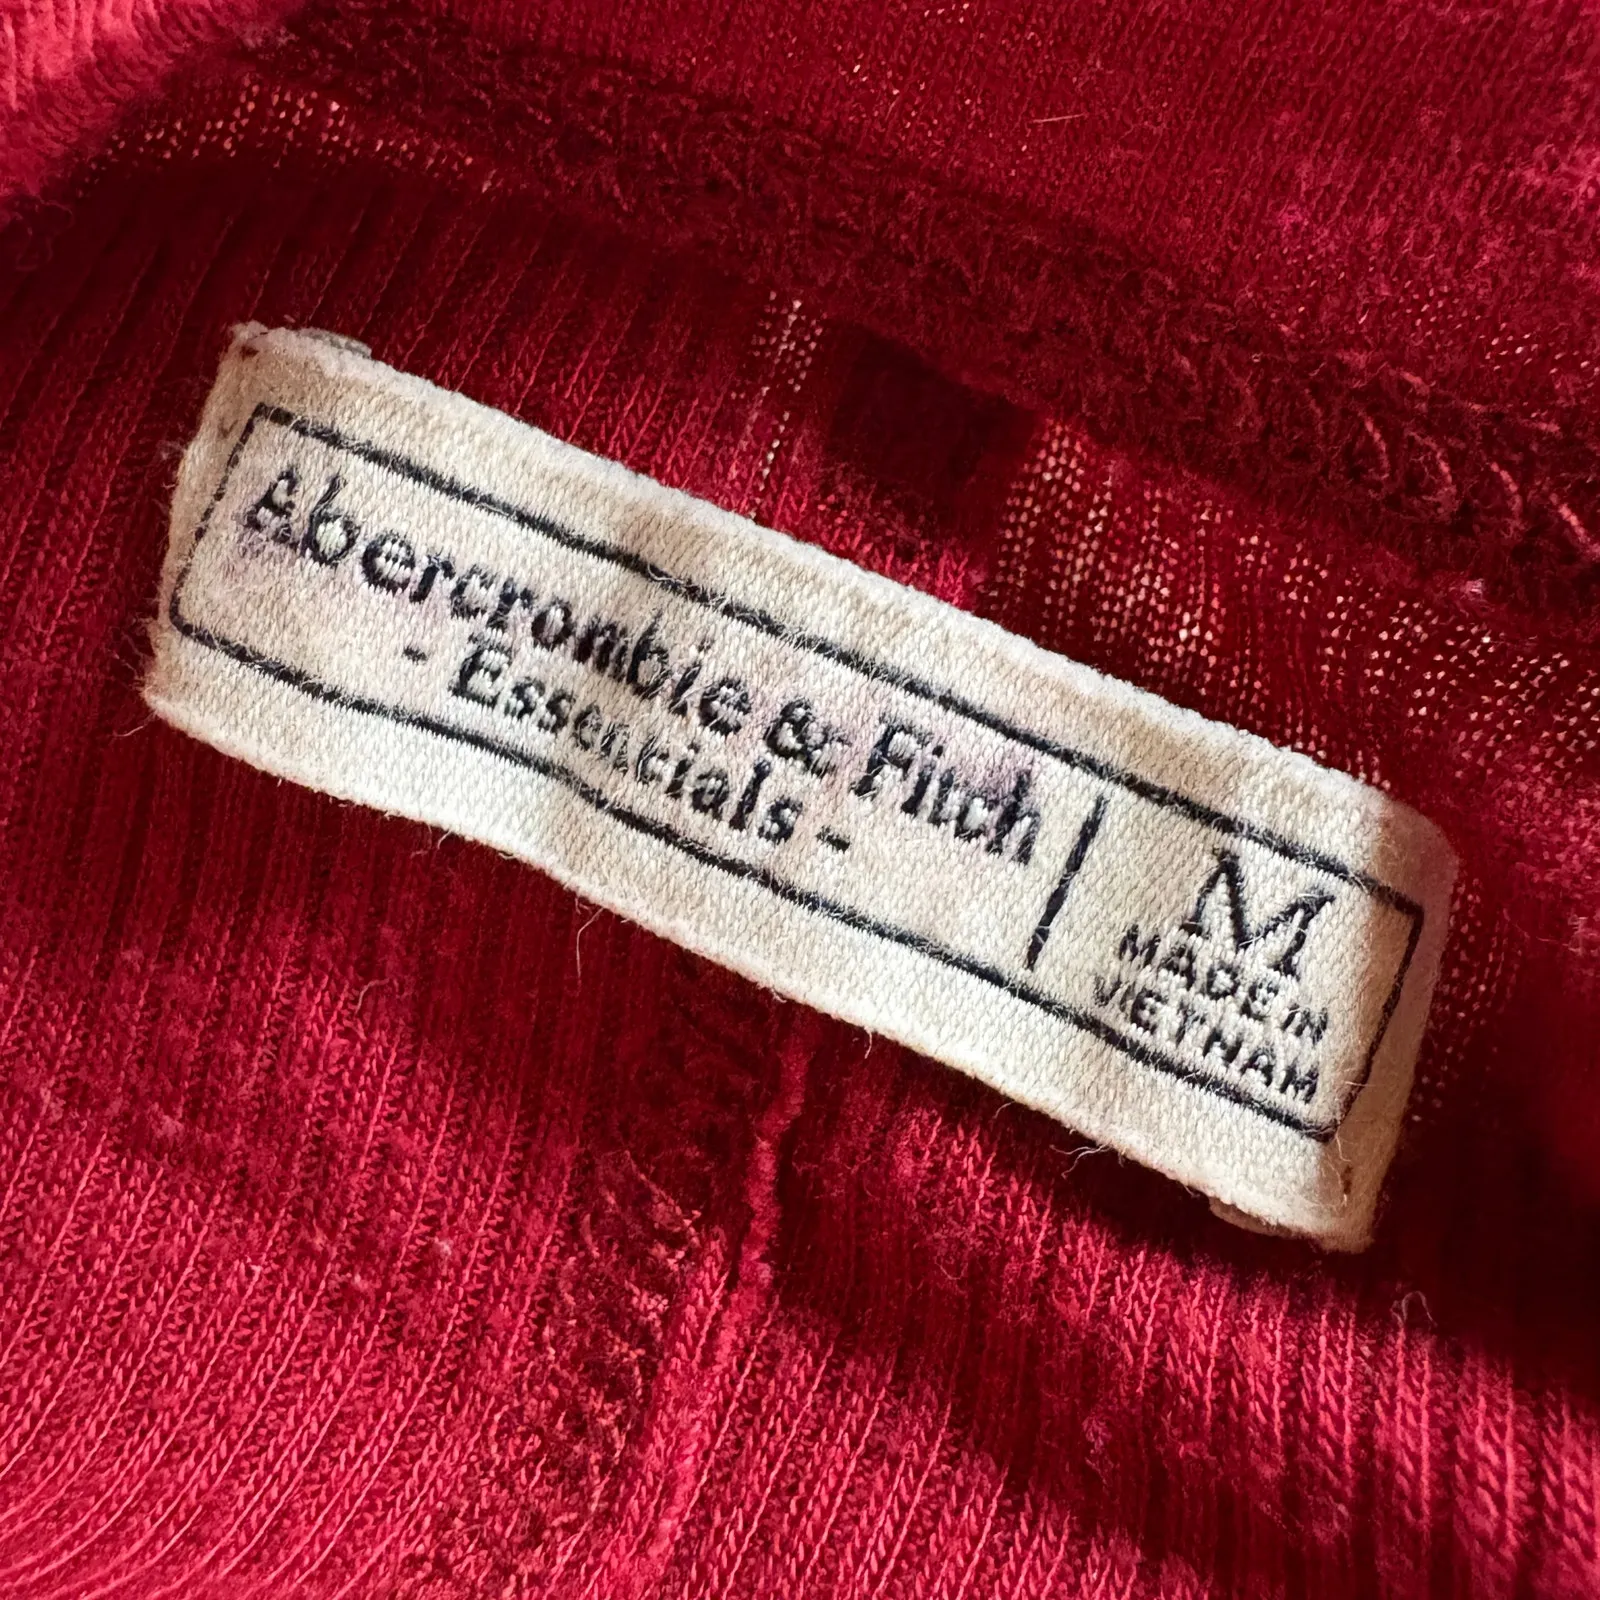 Abercrombie & Fitch
- Essentials -
M
MADE IN
VIETNAM